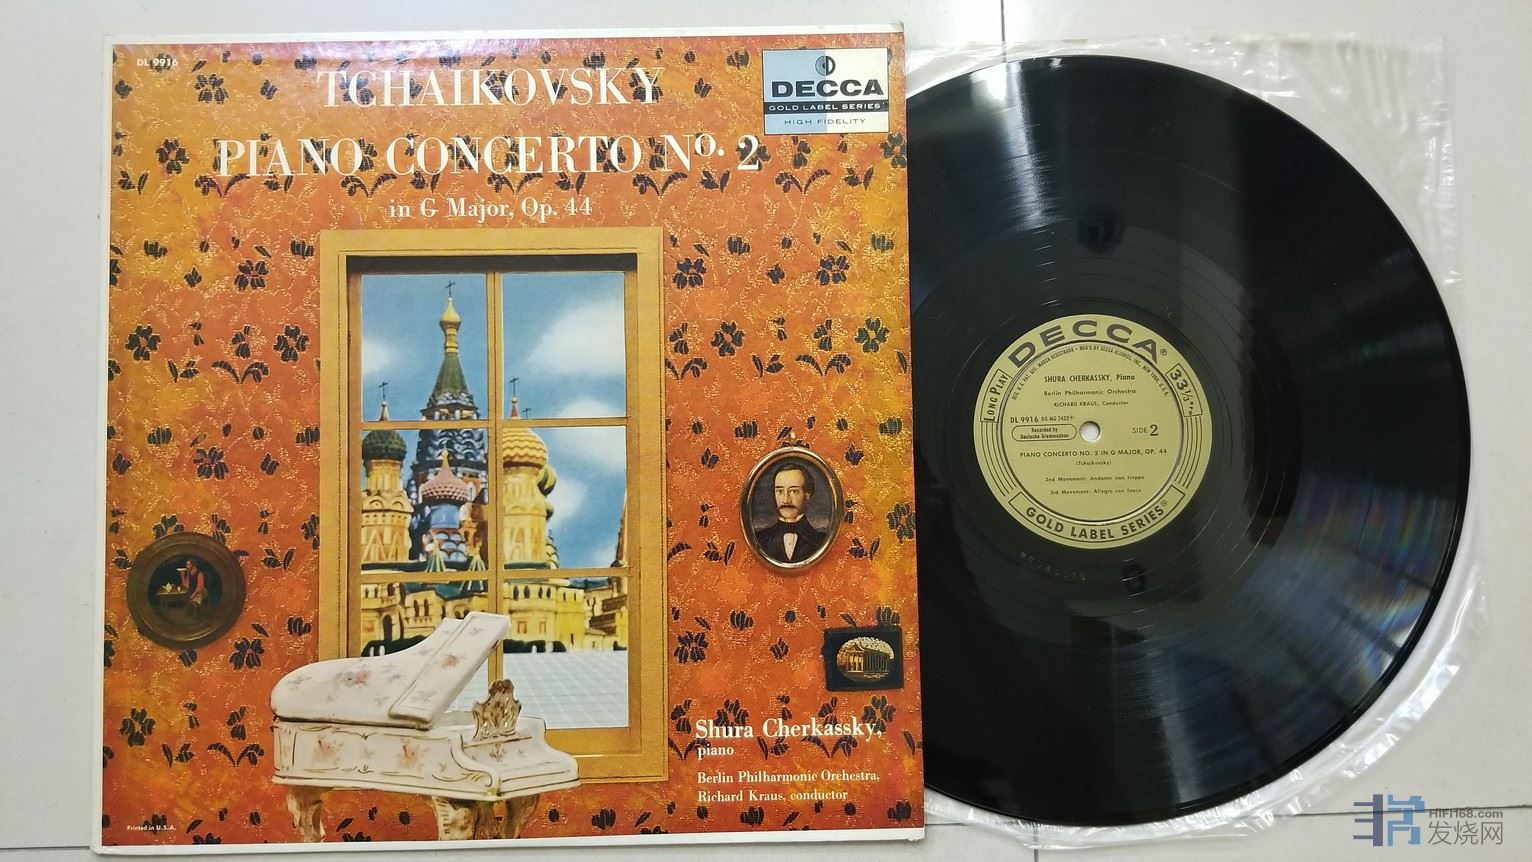 DL 9916
TCHAIKOVSKY
PIANO CONCERTO No. 2
in G Major, Op. 44
DECCA
GOLD LABEL SERIES
HIGH FIDELITY
Shura Cherkassky,
piano
Berlin Philharmonic Orchestra,
Richard Kraus, conductor
Printed in U.S.A.
DECCA®
LONG PLAY
33⅓
SHURA CHERKASSKY, Piano
Berlin Philharmonic Orchestra
RICHARD KRAUS, Conductor
DL 9916
Recorded by
Deutsche Grammophon
SIDE 2
PIANO CONCERTO NO. 2 IN G MAJOR, OP. 44
(Tchaikovsky)
2nd Movement: Andante non troppo
3rd Movement: Allegro con fuoco
GOLD LABEL SERIES®
HIFI168.com
发烧网